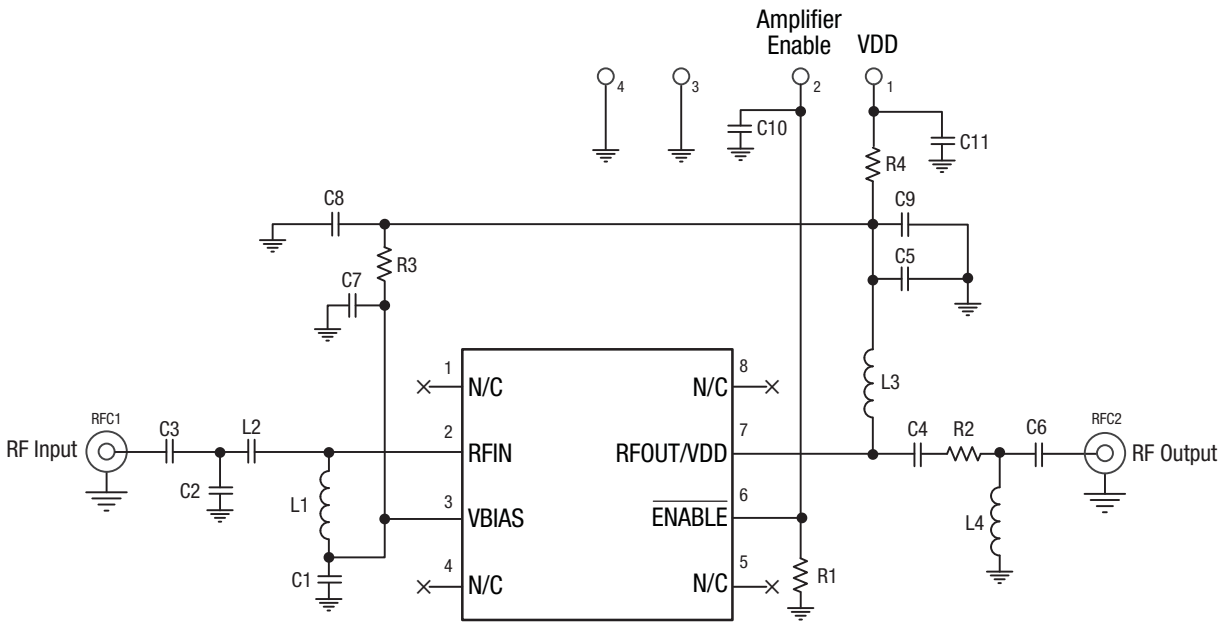 Amplifier
Enable
VDD
4
3
2
1
C10
C11
R4
C8
C9
R3
C5
C7
L3
1
N/C
8
N/C
RFC1
RF Input
C3
L2
2
RFIN
7
RFOUT/VDD
C4
R2
C6
RFC2
RF Output
C2
L1
3
VBIAS
6
ENABLE
L4
C1
4
N/C
5
N/C
R1